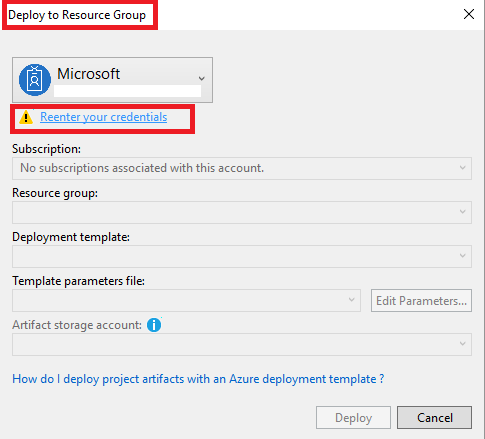 Deploy to Resource Group
Microsoft
Reenter your credentials
Subscription:
No subscriptions associated with this account.
Resource group:
Deployment template:
Template parameters file:
Edit Parameters...
Artifact storage account:
How do I deploy project artifacts with an Azure deployment template ?
Deploy
Cancel